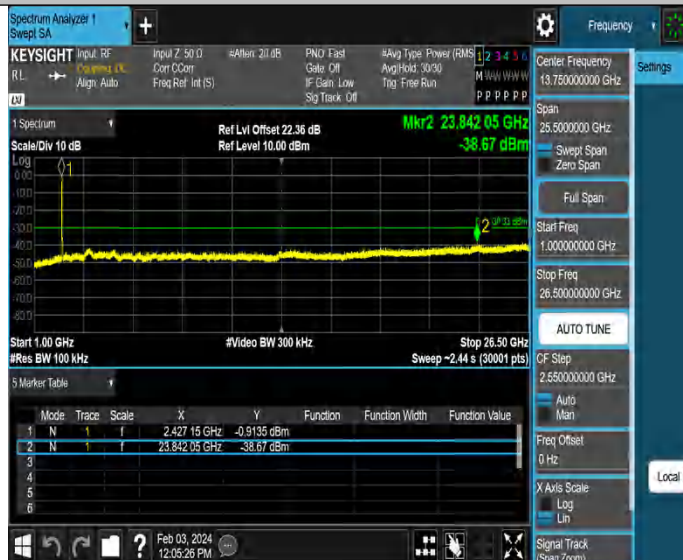 Spectrum Analyzer 1
Swept SA
+
Frequency
KEYSIGHT Input: RF
RL
Coupling: DC
Align: Auto
Input Z: 50 Ω
Corr CCorr
Freq Ref: Int (S)
#Atten: 20 dB
PNO: Fast
Gate: Off
IF Gain: Low
Sig Track: Off
#Avg Type: Power (RMS
Avg|Hold: 30/30
Trig: Free Run
1 2 3 4 5 6
M W W W W W
P P P P P P
Settings
Center Frequency
13.750000000 GHz
Span
25.5000000 GHz
Swept Span
Zero Span
Full Span
Start Freq
1.000000000 GHz
Stop Freq
26.500000000 GHz
AUTO TUNE
CF Step
2.550000000 GHz
Auto
Man
Freq Offset
0 Hz
X Axis Scale
Log
Lin
Signal Track
(Span Zoom)
Local
1 Spectrum
Scale/Div 10 dB
Ref Lvl Offset 22.36 dB
Ref Level 10.00 dBm
Mkr2 23.842 05 GHz
-38.67 dBm
Log
0.00
-10.0
-20.0
-30.0
-40.0
-50.0
-60.0
-70.0
-80.0
1
2
Start 1.00 GHz
#Res BW 100 kHz
#Video BW 300 kHz
Stop 26.50 GHz
Sweep ~2.44 s (30001 pts)
5 Marker Table
Mode Trace Scale X Y Function Function Width Function Value
1 N 1 f 2.427 15 GHz -0.9135 dBm
2 N 1 f 23.842 05 GHz -38.67 dBm
3
4
5
6
?
Feb 03, 2024
12:05:26 PM